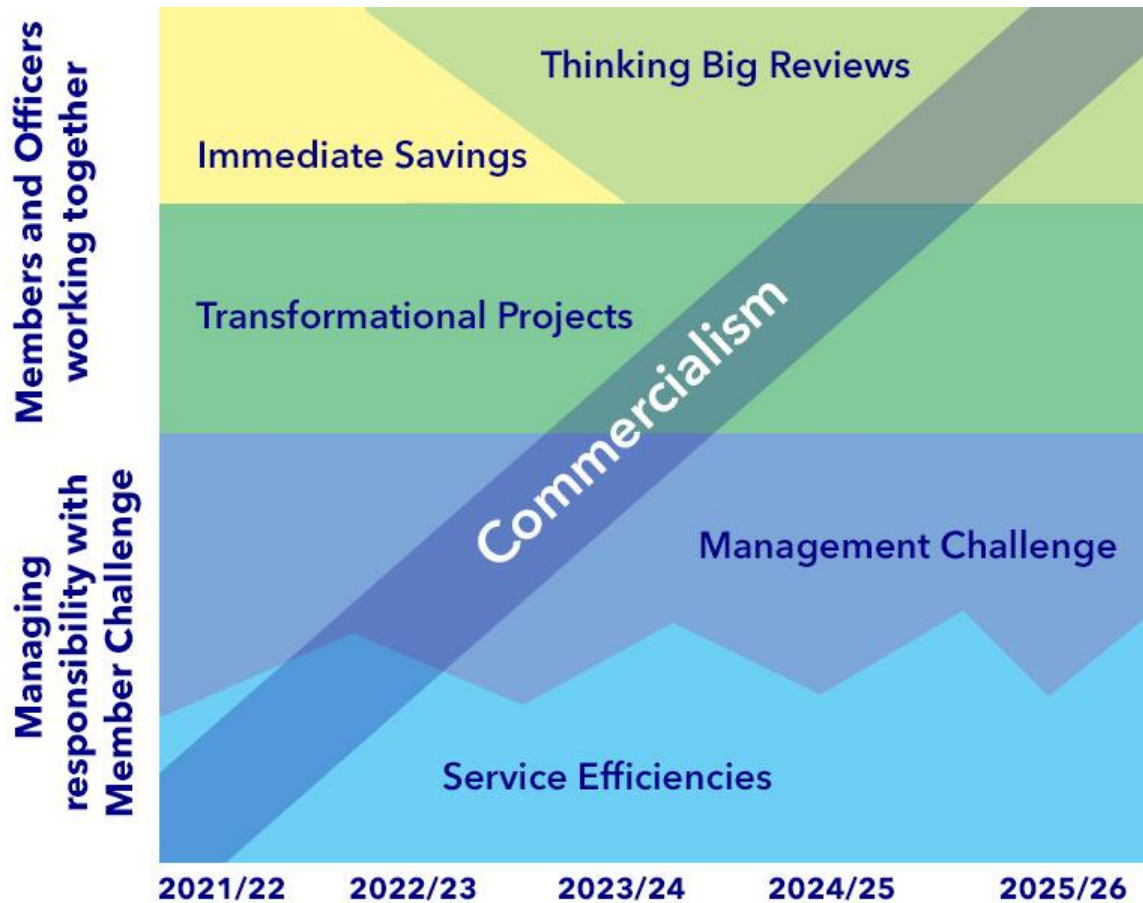 Members and Officers
working together
Managing
responsibility with
Member Challenge
Thinking Big Reviews
Immediate Savings
Transformational Projects
Commercialism
Management Challenge
Service Efficiencies
2021/22 2022/23 2023/24 2024/25 2025/26